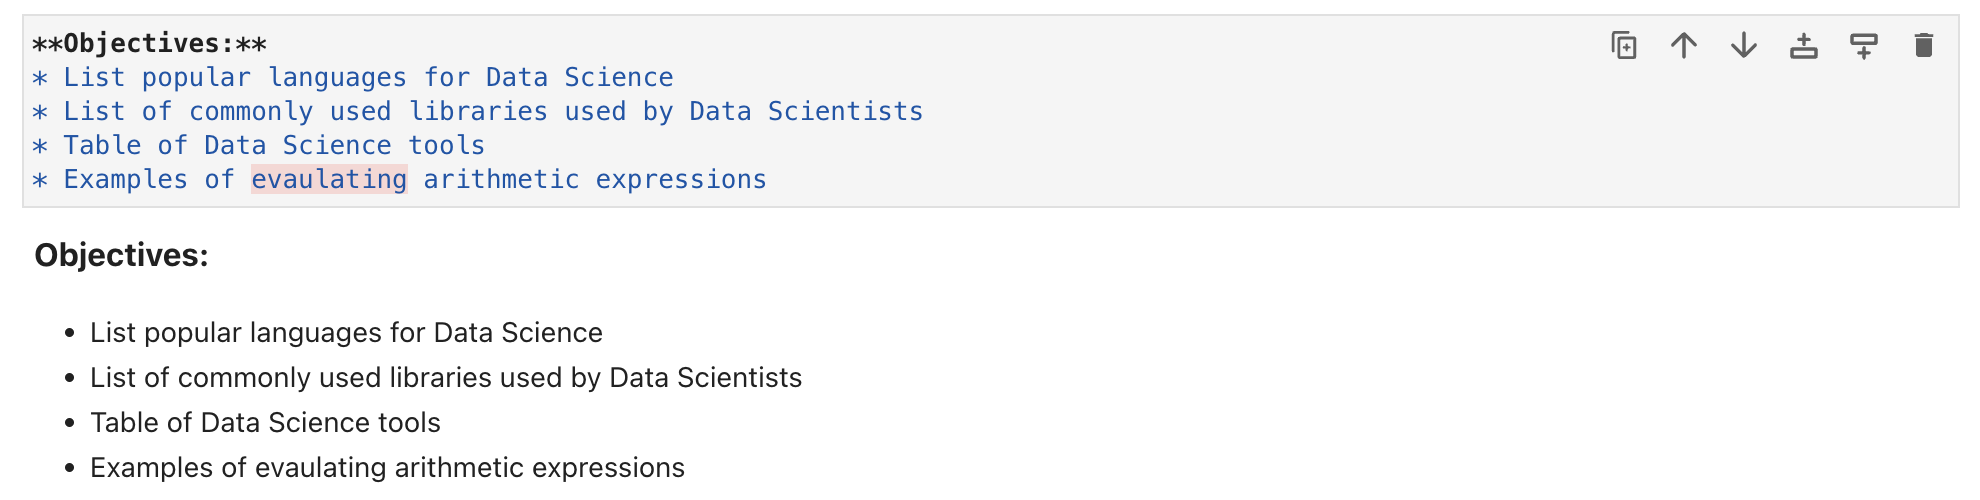 **Objectives:**
* List popular languages for Data Science
* List of commonly used libraries used by Data Scientists
* Table of Data Science tools
* Examples of evaulating arithmetic expressions
Objectives:
• List popular languages for Data Science
• List of commonly used libraries used by Data Scientists
• Table of Data Science tools
• Examples of evaulating arithmetic expressions